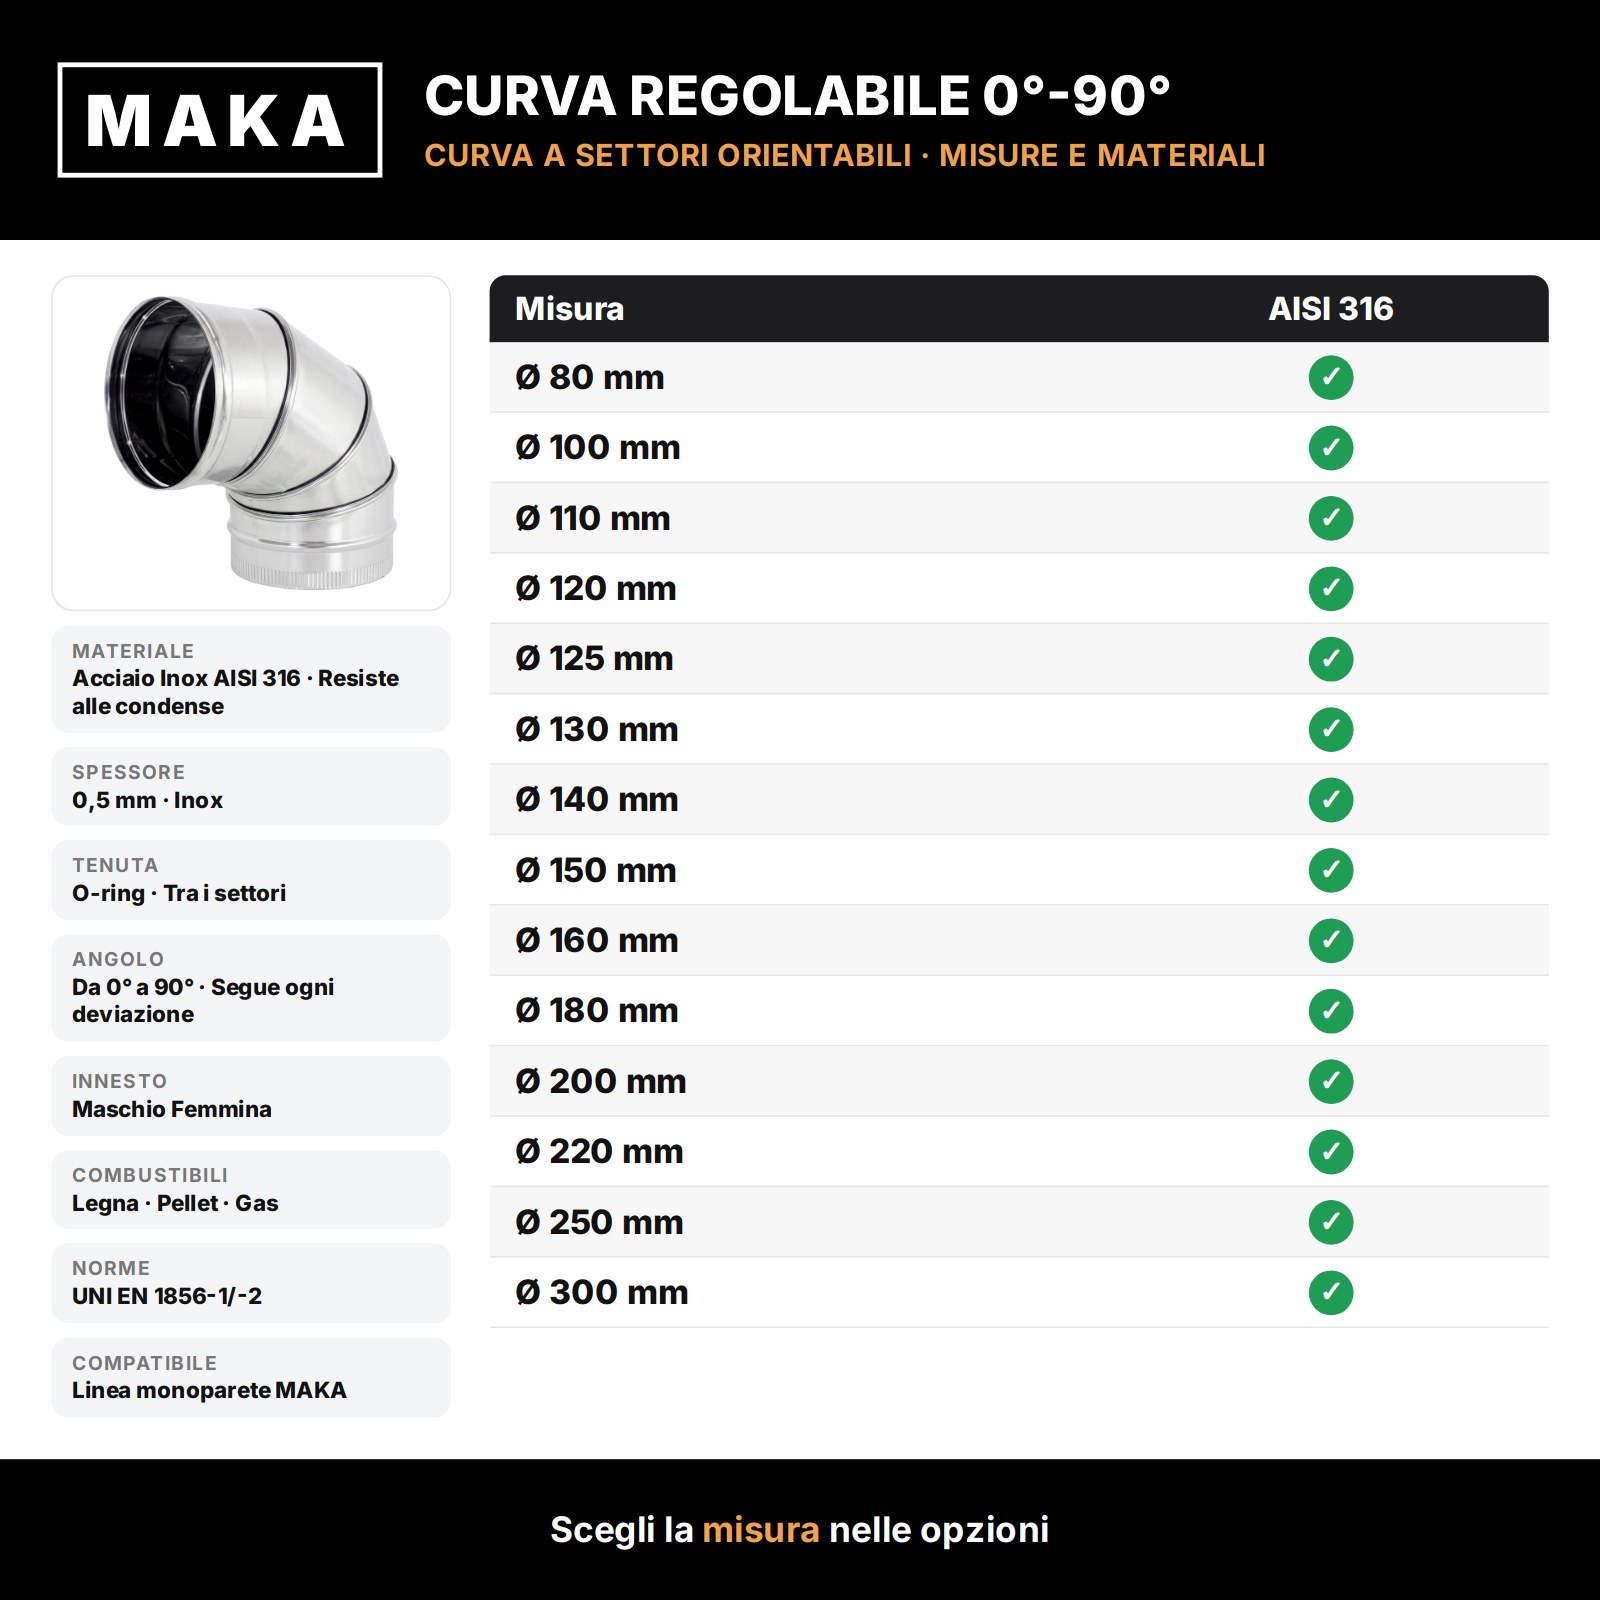 MAKA
CURVA REGOLABILE 0°-90°
CURVA A SETTORI ORIENTABILI · MISURE E MATERIALI
MATERIALE
Acciaio Inox AISI 316 · Resiste
alle condense
SPESSORE
0,5 mm · Inox
TENUTA
O-ring · Tra i settori
ANGOLO
Da 0° a 90° · Segue ogni
deviazione
INNESTO
Maschio Femmina
COMBUSTIBILI
Legna · Pellet · Gas
NORME
UNI EN 1856-1/-2
COMPATIBILE
Linea monoparete MAKA
Misura AISI 316
Ø 80 mm ✓
Ø 100 mm ✓
Ø 110 mm ✓
Ø 120 mm ✓
Ø 125 mm ✓
Ø 130 mm ✓
Ø 140 mm ✓
Ø 150 mm ✓
Ø 160 mm ✓
Ø 180 mm ✓
Ø 200 mm ✓
Ø 220 mm ✓
Ø 250 mm ✓
Ø 300 mm ✓
Scegli la misura nelle opzioni